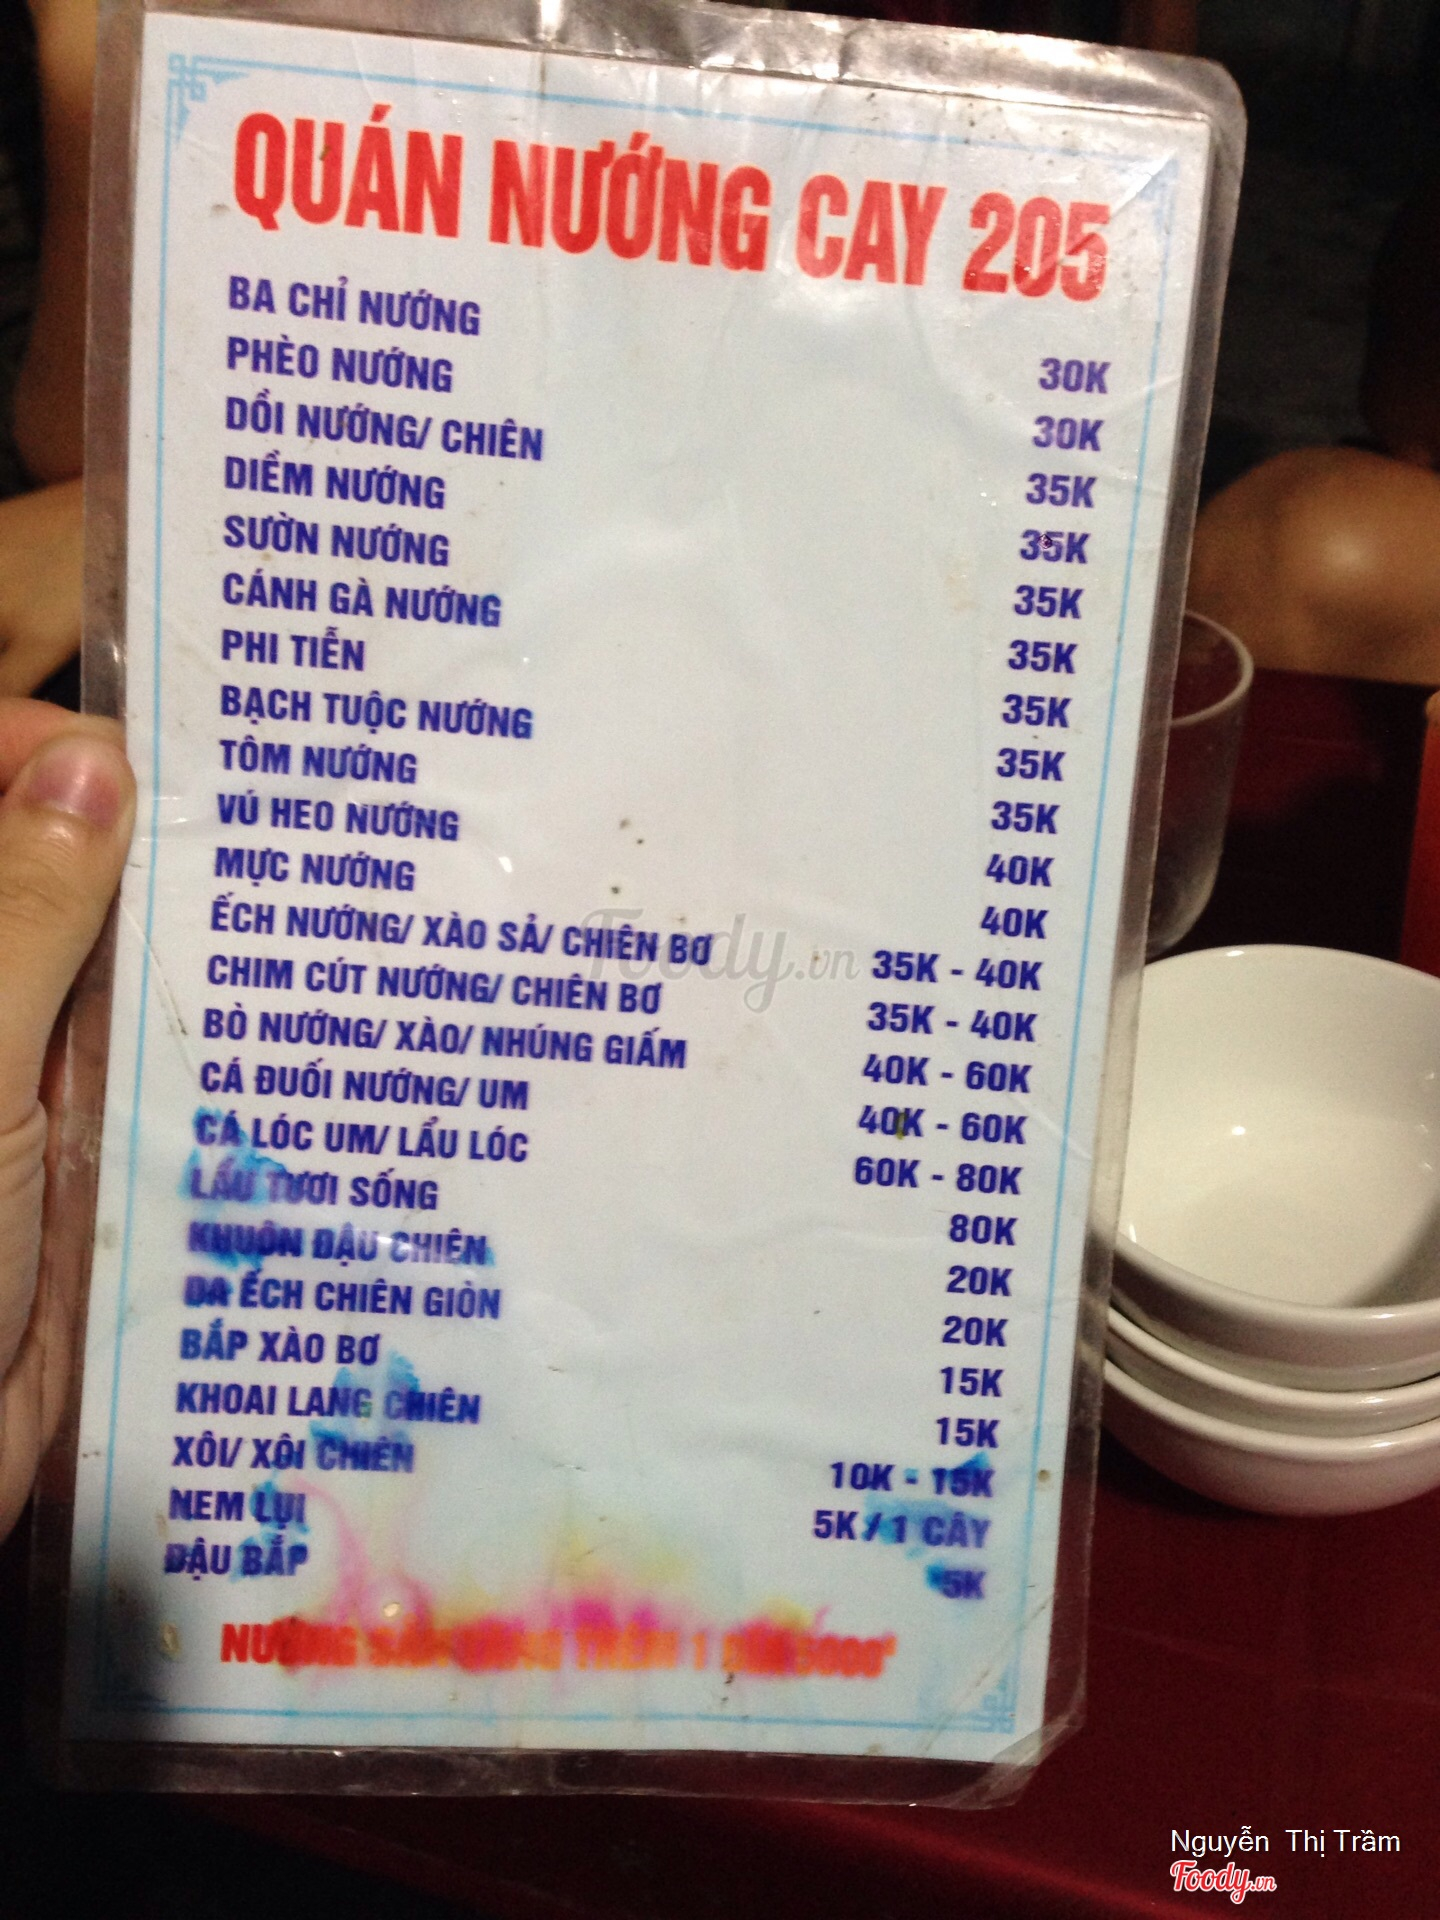 QUÁN NƯỚNG CAY 205
BA CHỈ NƯỚNG 30K
PHÈO NƯỚNG 30K
DỒI NƯỚNG/ CHIÊN 35K
DIỀM NƯỚNG 35K
SƯỜN NƯỚNG 35K
CÁNH GÀ NƯỚNG 35K
PHI TIỄN 35K
BẠCH TUỘC NƯỚNG 35K
TÔM NƯỚNG 35K
VÚ HEO NƯỚNG 40K
MỰC NƯỚNG 40K
ẾCH NƯỚNG/ XÀO SẢ/ CHIÊN BƠ 35K - 40K
CHIM CÚT NƯỚNG/ CHIÊN BƠ 35K - 40K
BÒ NƯỚNG/ XÀO/ NHÚNG GIẤM 40K - 60K
CÁ ĐUỐI NƯỚNG/ UM 40K - 60K
CÁ LÓC UM/ LẨU LÓC 60K - 80K
LẨU TƯƠI SỐNG 80K
KHUÔN ĐẬU CHIÊN 20K
DA ẾCH CHIÊN GIÒN 20K
BẮP XÀO BƠ 15K
KHOAI LANG CHIÊN 15K
XÔI/ XÔI CHIÊN 10K - 15K
NEM LỤI 5K / 1 CÂY
ĐẬU BẮP 5K
NƯỚNG THÊM 1
Foody.vn
Nguyễn Thị Trầm
Foody.vn